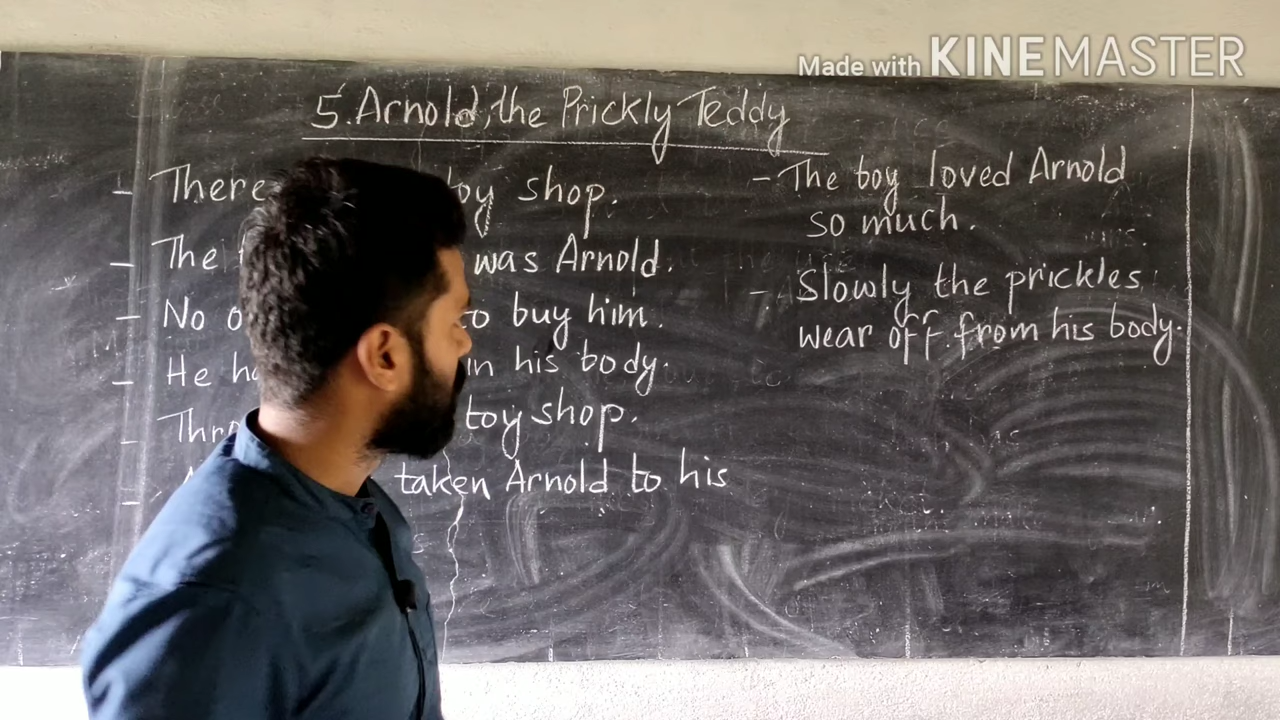 Made with KINEMASTER
5. Arnold, the Prickly Teddy
- There toy shop.
- The was Arnold.
- No to buy him.
- He in his body.
- toy shop.
- taken Arnold to his
- The boy loved Arnold
so much.
- Slowly the prickles
wear off from his body.